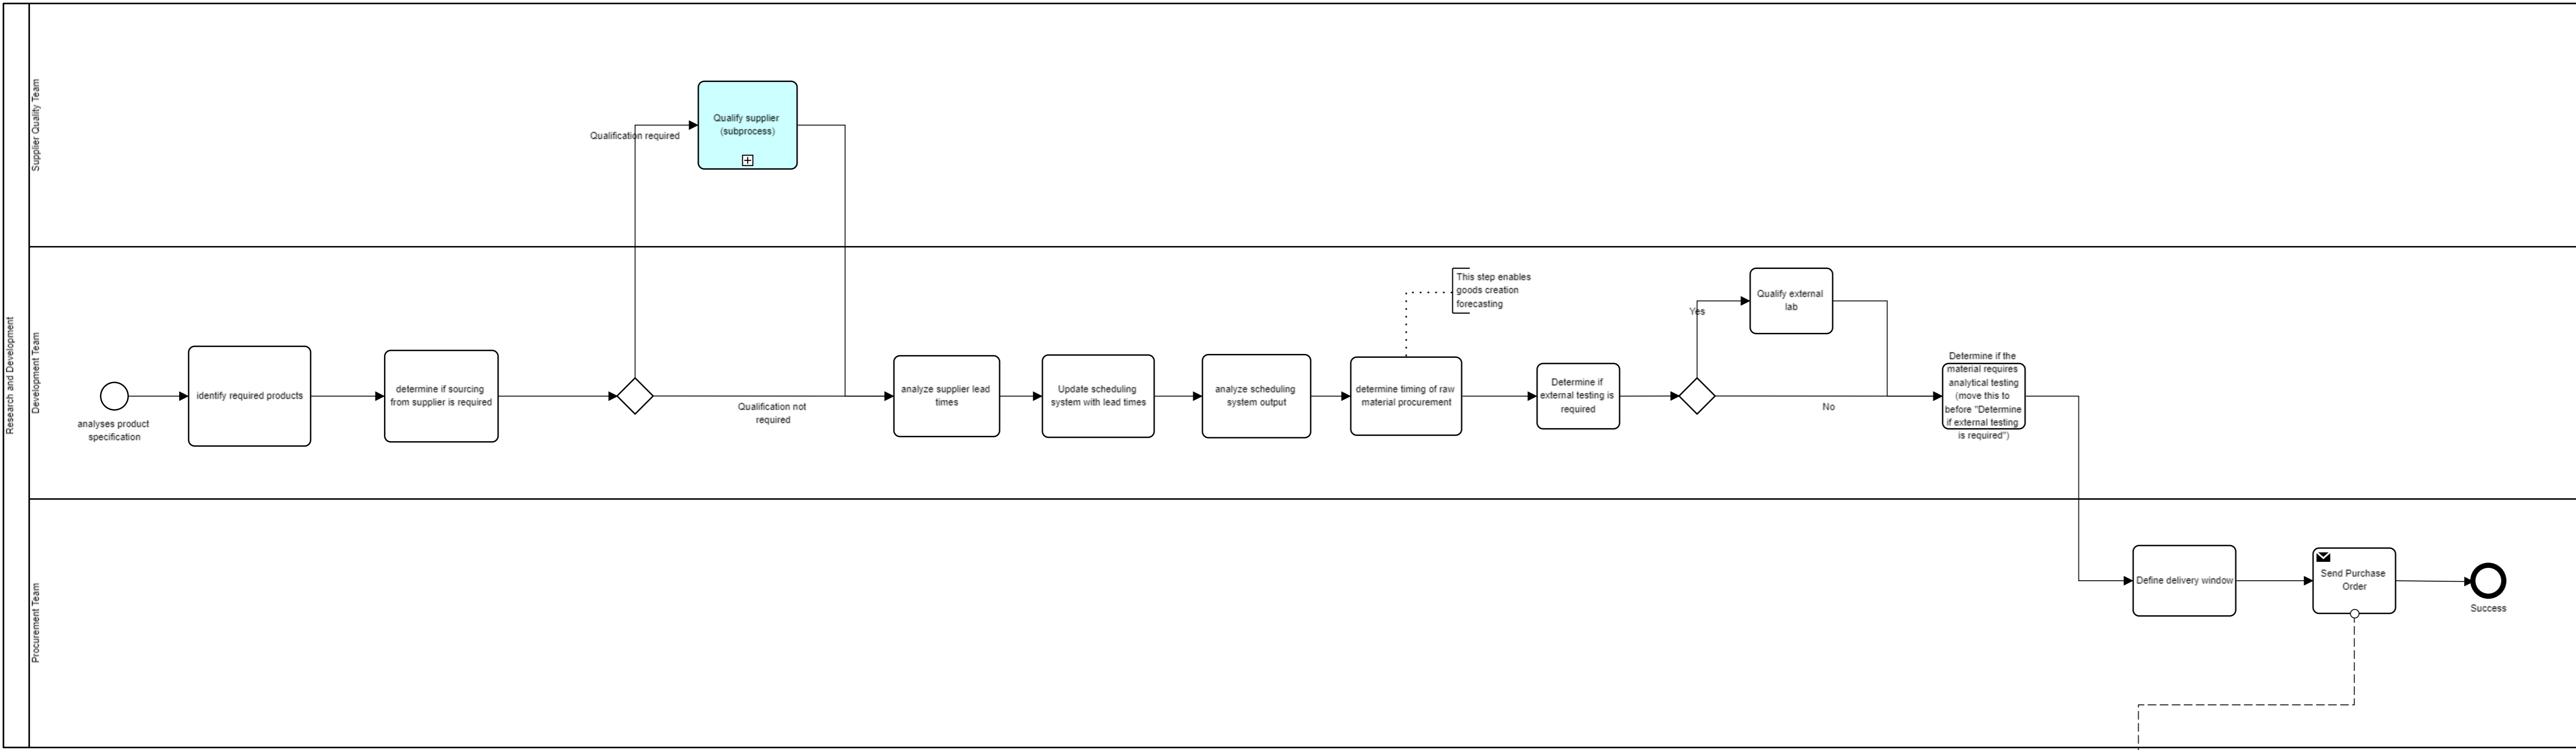 Research and Development
Supplier Quality Team
Qualification required
Qualify supplier
(subprocess)
Development Team
analyses product
specification
identify required products
determine if sourcing
from supplier is required
Qualification not
required
analyze supplier lead
times
Update scheduling
system with lead times
analyze scheduling
system output
determine timing of raw
material procurement
This step enables
goods creation
forecasting
Determine if
external testing is
required
Yes
Qualify external
lab
No
Determine if the
material requires
analytical testing
(move this to
before "Determine
if external testing
is required")
Procurement Team
Define delivery window
Send Purchase
Order
Success